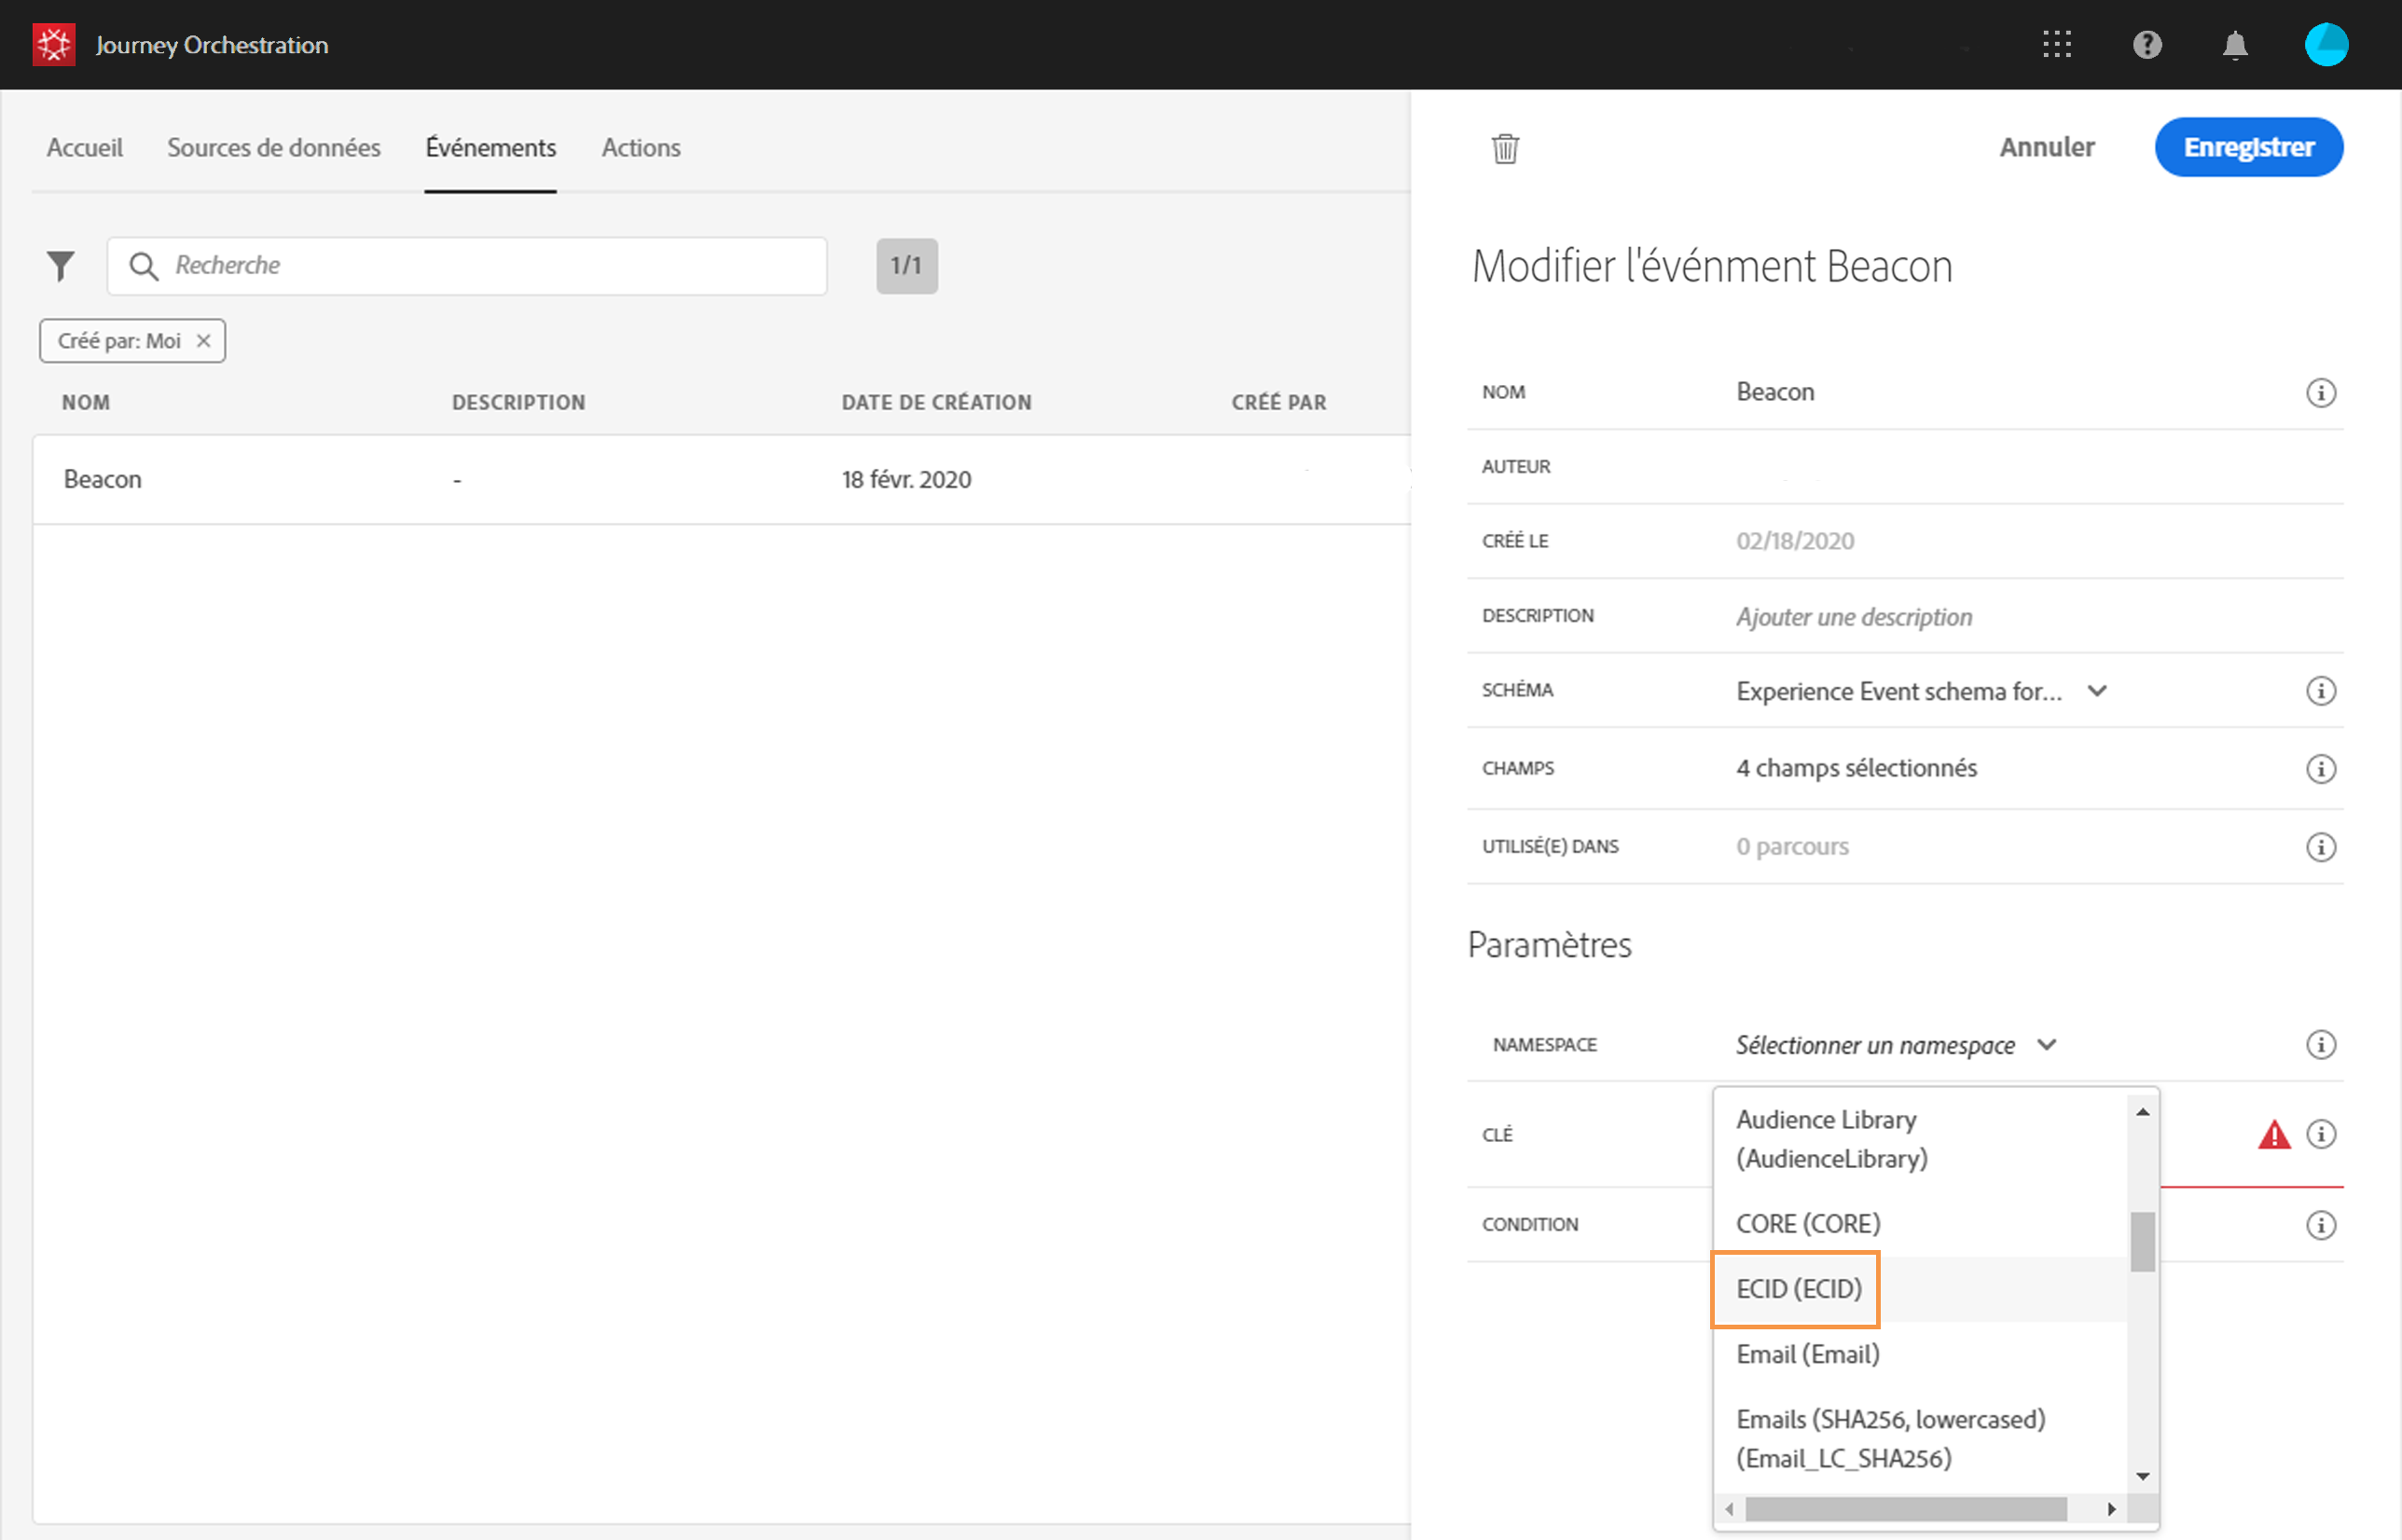 Journey Orchestration
Accueil Sources de données Événements Actions
Recherche 1/1
Créé par: Moi
NOM DESCRIPTION DATE DE CRÉATION CRÉÉ PAR
Beacon - 18 févr. 2020
Annuler Enregistrer
Modifier l'événment Beacon
NOM Beacon
AUTEUR
CRÉÉ LE 02/18/2020
DESCRIPTION Ajouter une description
SCHÉMA Experience Event schema for...
CHAMPS 4 champs sélectionnés
UTILISÉ(E) DANS 0 parcours
Paramètres
NAMESPACE Sélectionner un namespace
CLÉ
CONDITION
Audience Library
(AudienceLibrary)
CORE (CORE)
ECID (ECID)
Email (Email)
Emails (SHA256, lowercased)
(Email_LC_SHA256)